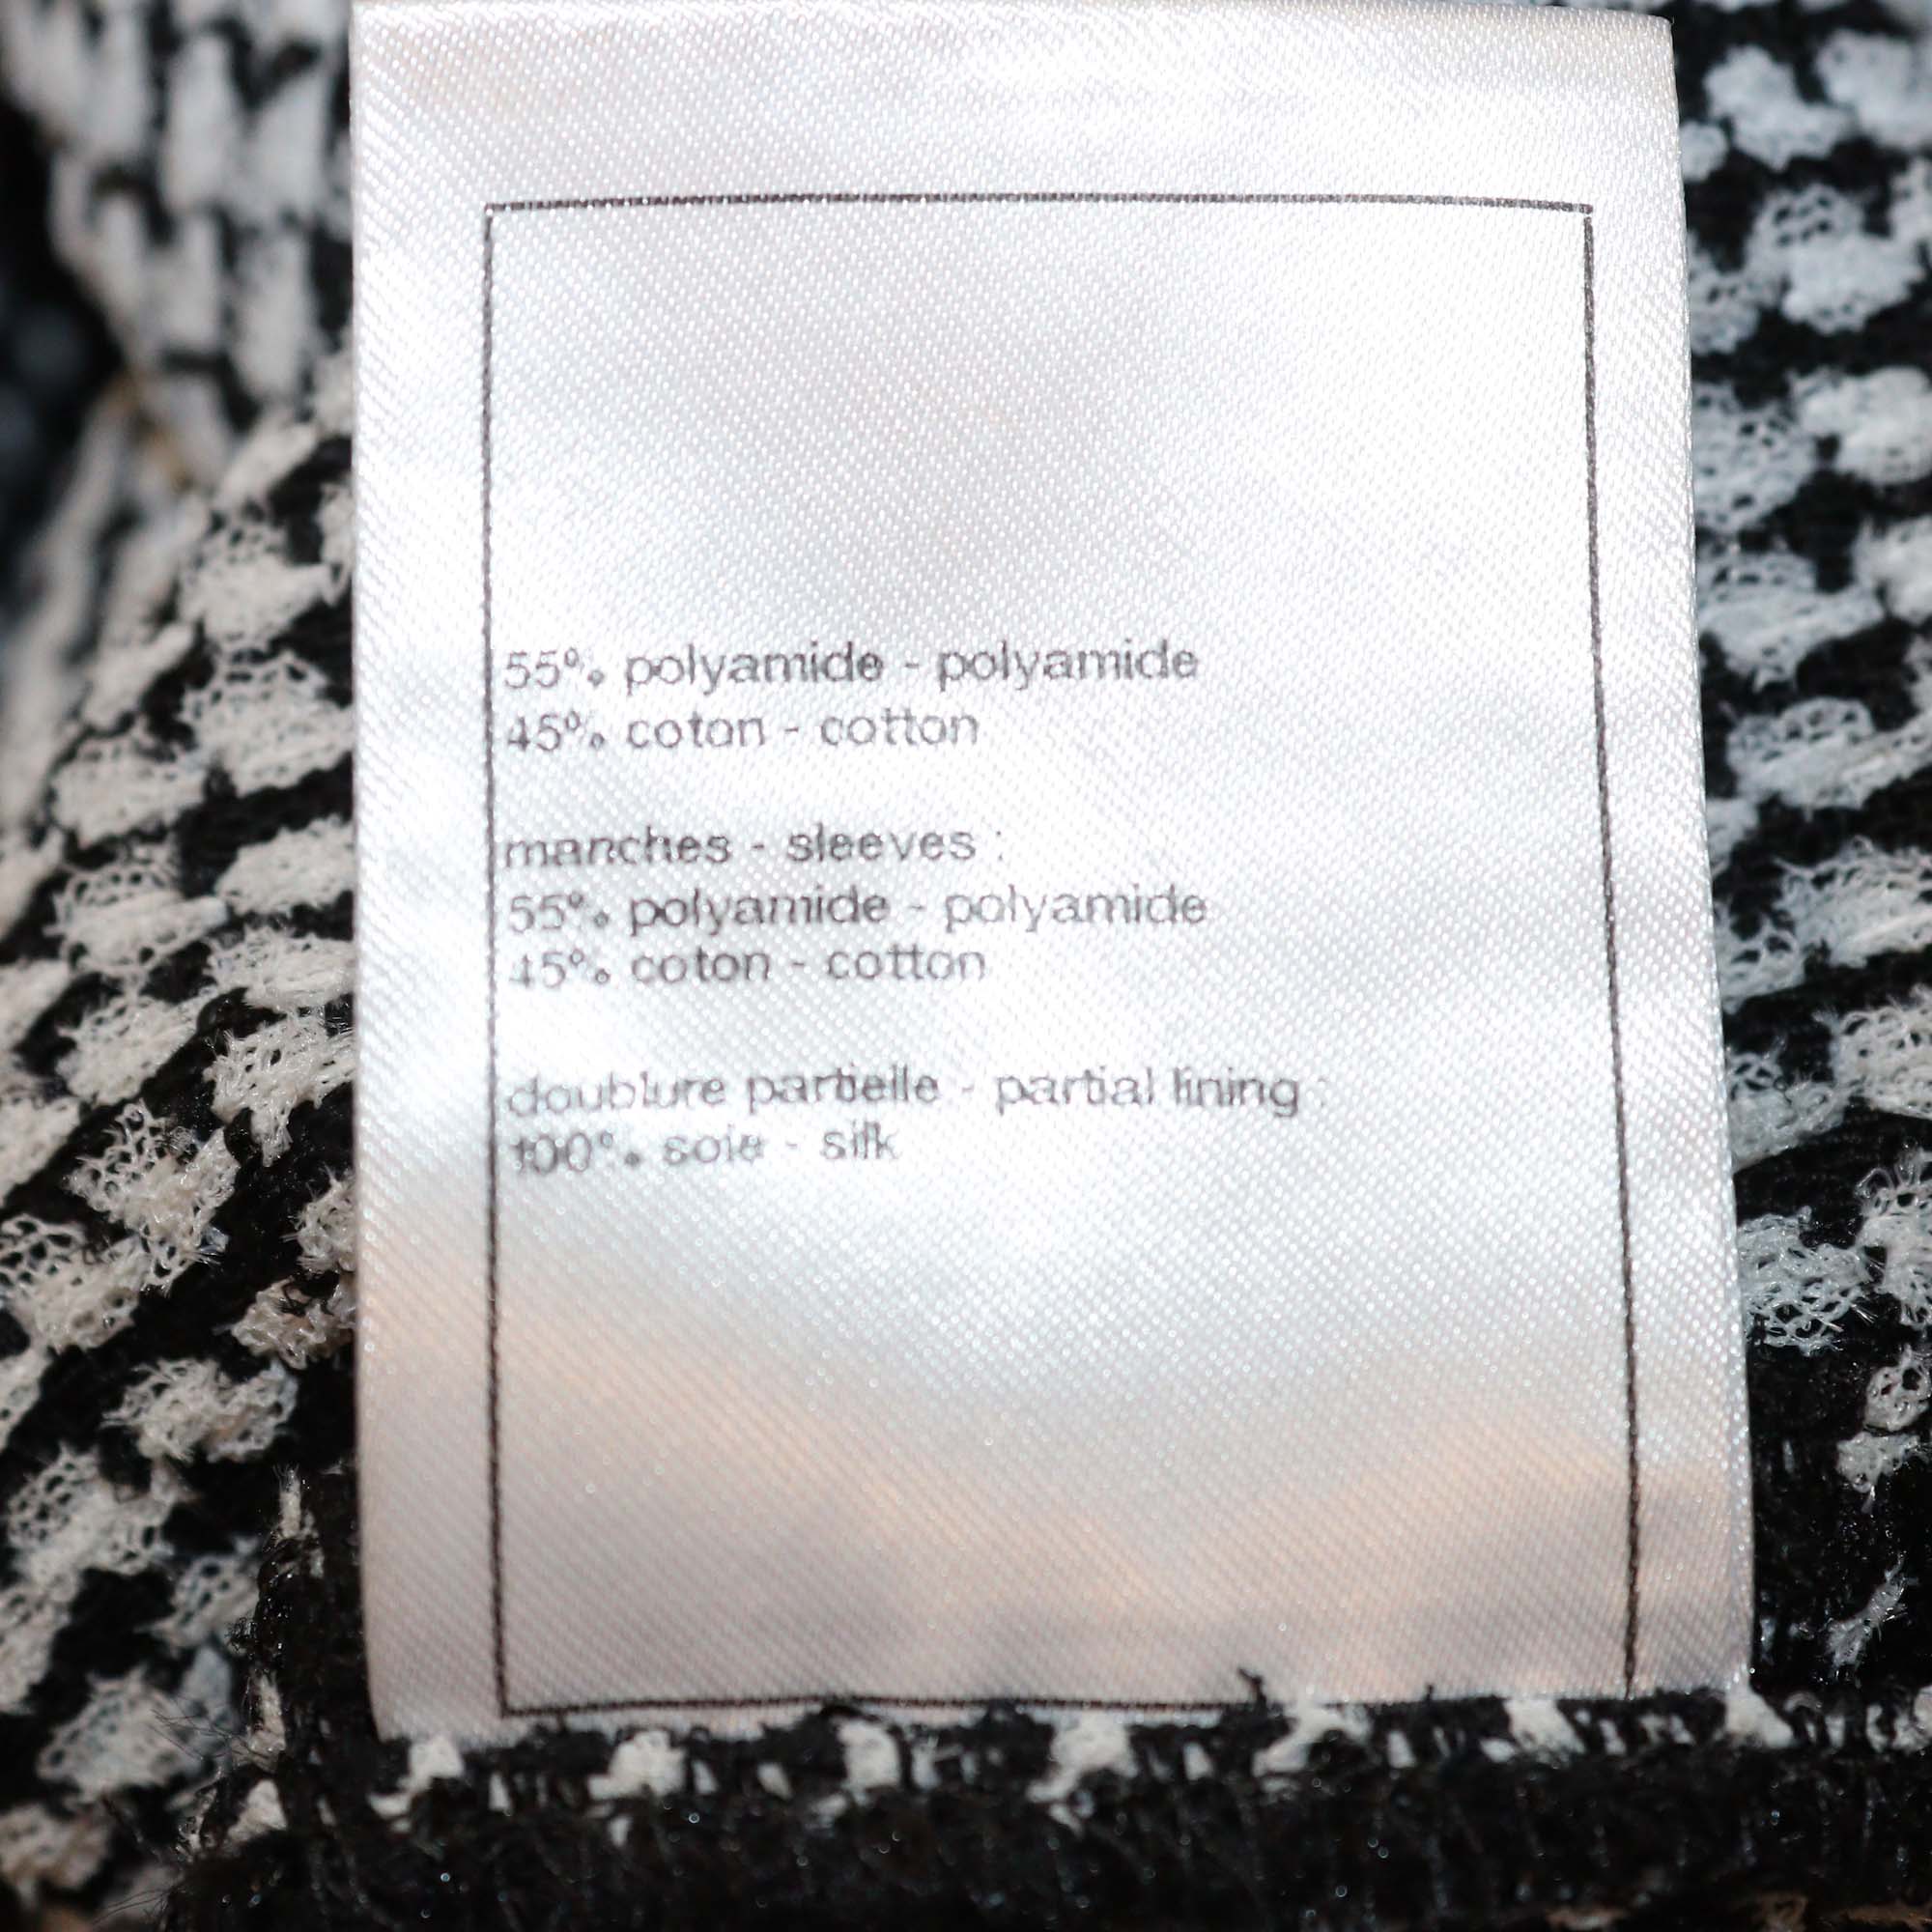 55% polyamide - polyamide
45% coton - cotton
manches - sleeves :
55% polyamide - polyamide
45% coton - cotton
doublure partielle - partial lining :
100% soie - silk